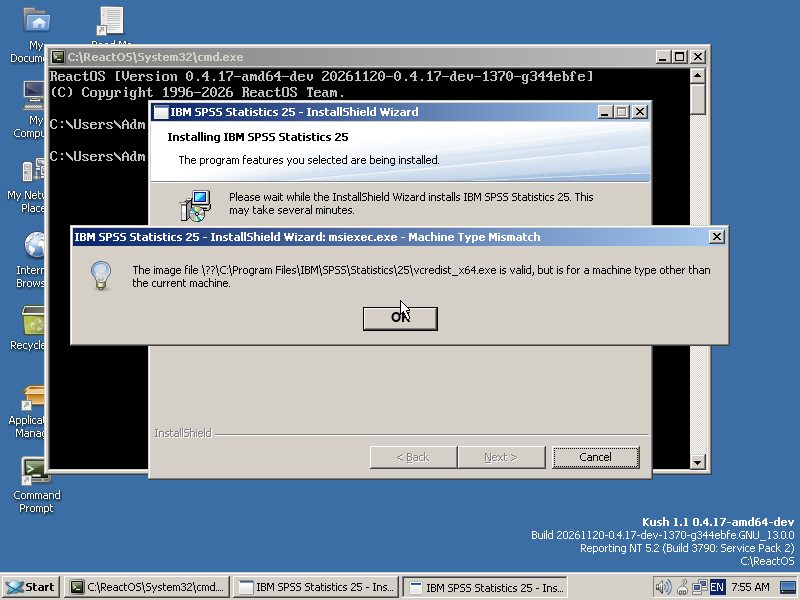 My
Docum
Read Me
C:\ReactOS\System32\cmd.exe
ReactOS [Version 0.4.17-amd64-dev 20261120-0.4.17-dev-1370-g344ebfe]
(C) Copyright 1996-2026 ReactOS Team.
C:\Users\Adm
C:\Users\Adm
My
Compu
My Netw
Place
Intern
Brows
Recycle
Applicat
Manag
Command
Prompt
IBM SPSS Statistics 25 - InstallShield Wizard
Installing IBM SPSS Statistics 25
The program features you selected are being installed.
Please wait while the InstallShield Wizard installs IBM SPSS Statistics 25. This
may take several minutes.
IBM SPSS Statistics 25 - InstallShield Wizard: msiexec.exe - Machine Type Mismatch
The image file \??\C:\Program Files\IBM\SPSS\Statistics\25\vcredist_x64.exe is valid, but is for a machine type other than
the current machine.
OK
InstallShield
< Back
Next >
Cancel
Kush 1.1 0.4.17-amd64-dev
Build 20261120-0.4.17-dev-1370-g344ebfe.GNU_13.0.0
Reporting NT 5.2 (Build 3790: Service Pack 2)
C:\ReactOS
Start
C:\ReactOS\System32\cmd....
IBM SPSS Statistics 25 - Ins...
IBM SPSS Statistics 25 - Ins...
EN
7:55 AM